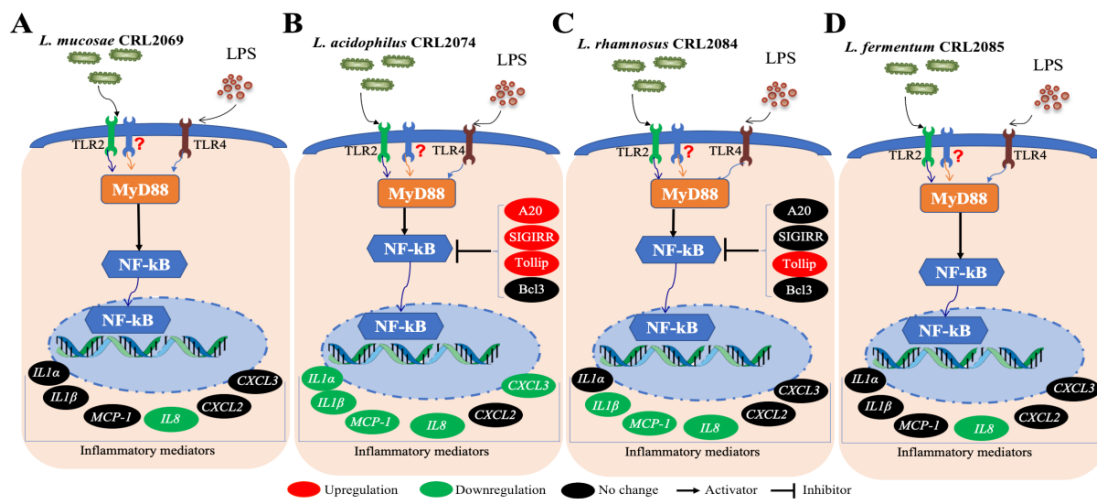 A
L. mucosae CRL2069
LPS
TLR2
?
TLR4
MyD88
NF-kB
NF-kB
IL1α
IL1β
MCP-1
IL8
CXCL2
CXCL3
Inflammatory mediators
B
L. acidophilus CRL2074
LPS
TLR2
?
TLR4
MyD88
NF-kB
A20
SIGIRR
Tollip
Bcl3
NF-kB
IL1α
IL1β
MCP-1
IL8
CXCL2
CXCL3
Inflammatory mediators
C
L. rhamnosus CRL2084
LPS
TLR2
?
TLR4
MyD88
NF-kB
A20
SIGIRR
Tollip
Bcl3
NF-kB
IL1α
IL1β
MCP-1
IL8
CXCL2
CXCL3
Inflammatory mediators
D
L. fermentum CRL2085
LPS
TLR2
?
TLR4
MyD88
NF-kB
NF-kB
IL1α
IL1β
MCP-1
IL8
CXCL2
CXCL3
Inflammatory mediators
Upregulation Downregulation No change Activator Inhibitor